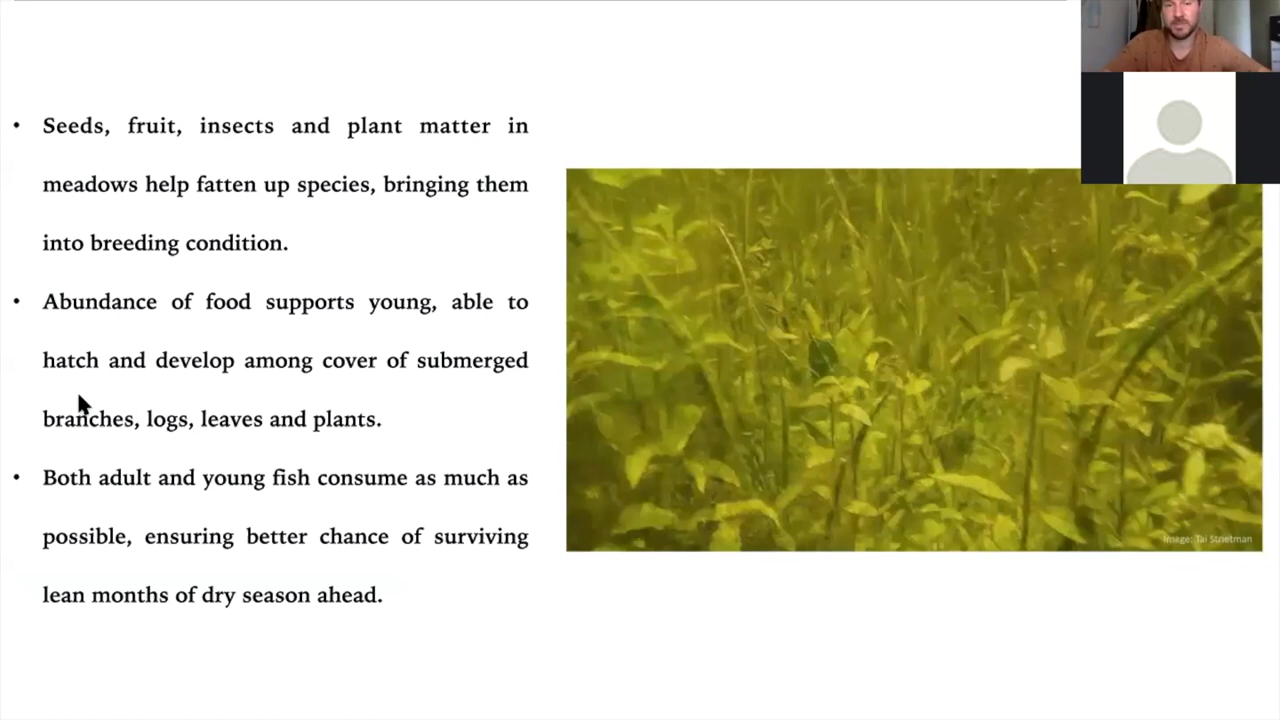 • Seeds, fruit, insects and plant matter in
meadows help fatten up species, bringing them
into breeding condition.
• Abundance of food supports young, able to
hatch and develop among cover of submerged
branches, logs, leaves and plants.
• Both adult and young fish consume as much as
possible, ensuring better chance of surviving
lean months of dry season ahead.
Image: Tai Strietman